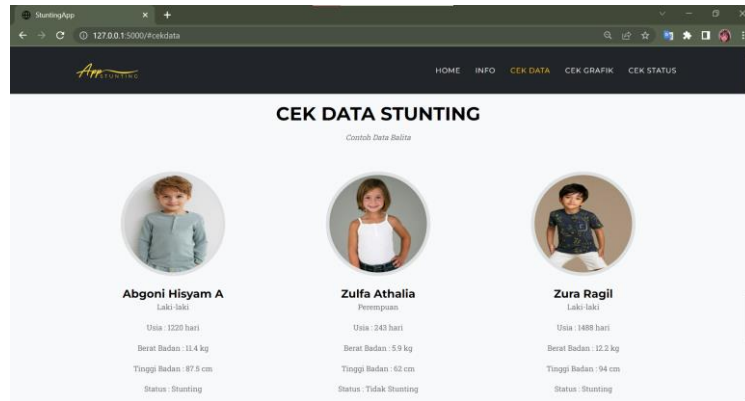 StuntingApp
127.0.0.1:5000/#cekdata
App STUNTING
HOME INFO CEK DATA CEK GRAFIK CEK STATUS
CEK DATA STUNTING
Contoh Data Balita
Abgoni Hisyam A
Laki-laki
Usia : 1220 hari
Berat Badan : 11.4 kg
Tinggi Badan : 87.5 cm
Status : Stunting
Zulfa Athalia
Perempuan
Usia : 243 hari
Berat Badan : 5.9 kg
Tinggi Badan : 62 cm
Status : Tidak Stunting
Zura Ragil
Laki-laki
Usia : 1488 hari
Berat Badan : 12.2 kg
Tinggi Badan : 94 cm
Status : Stunting